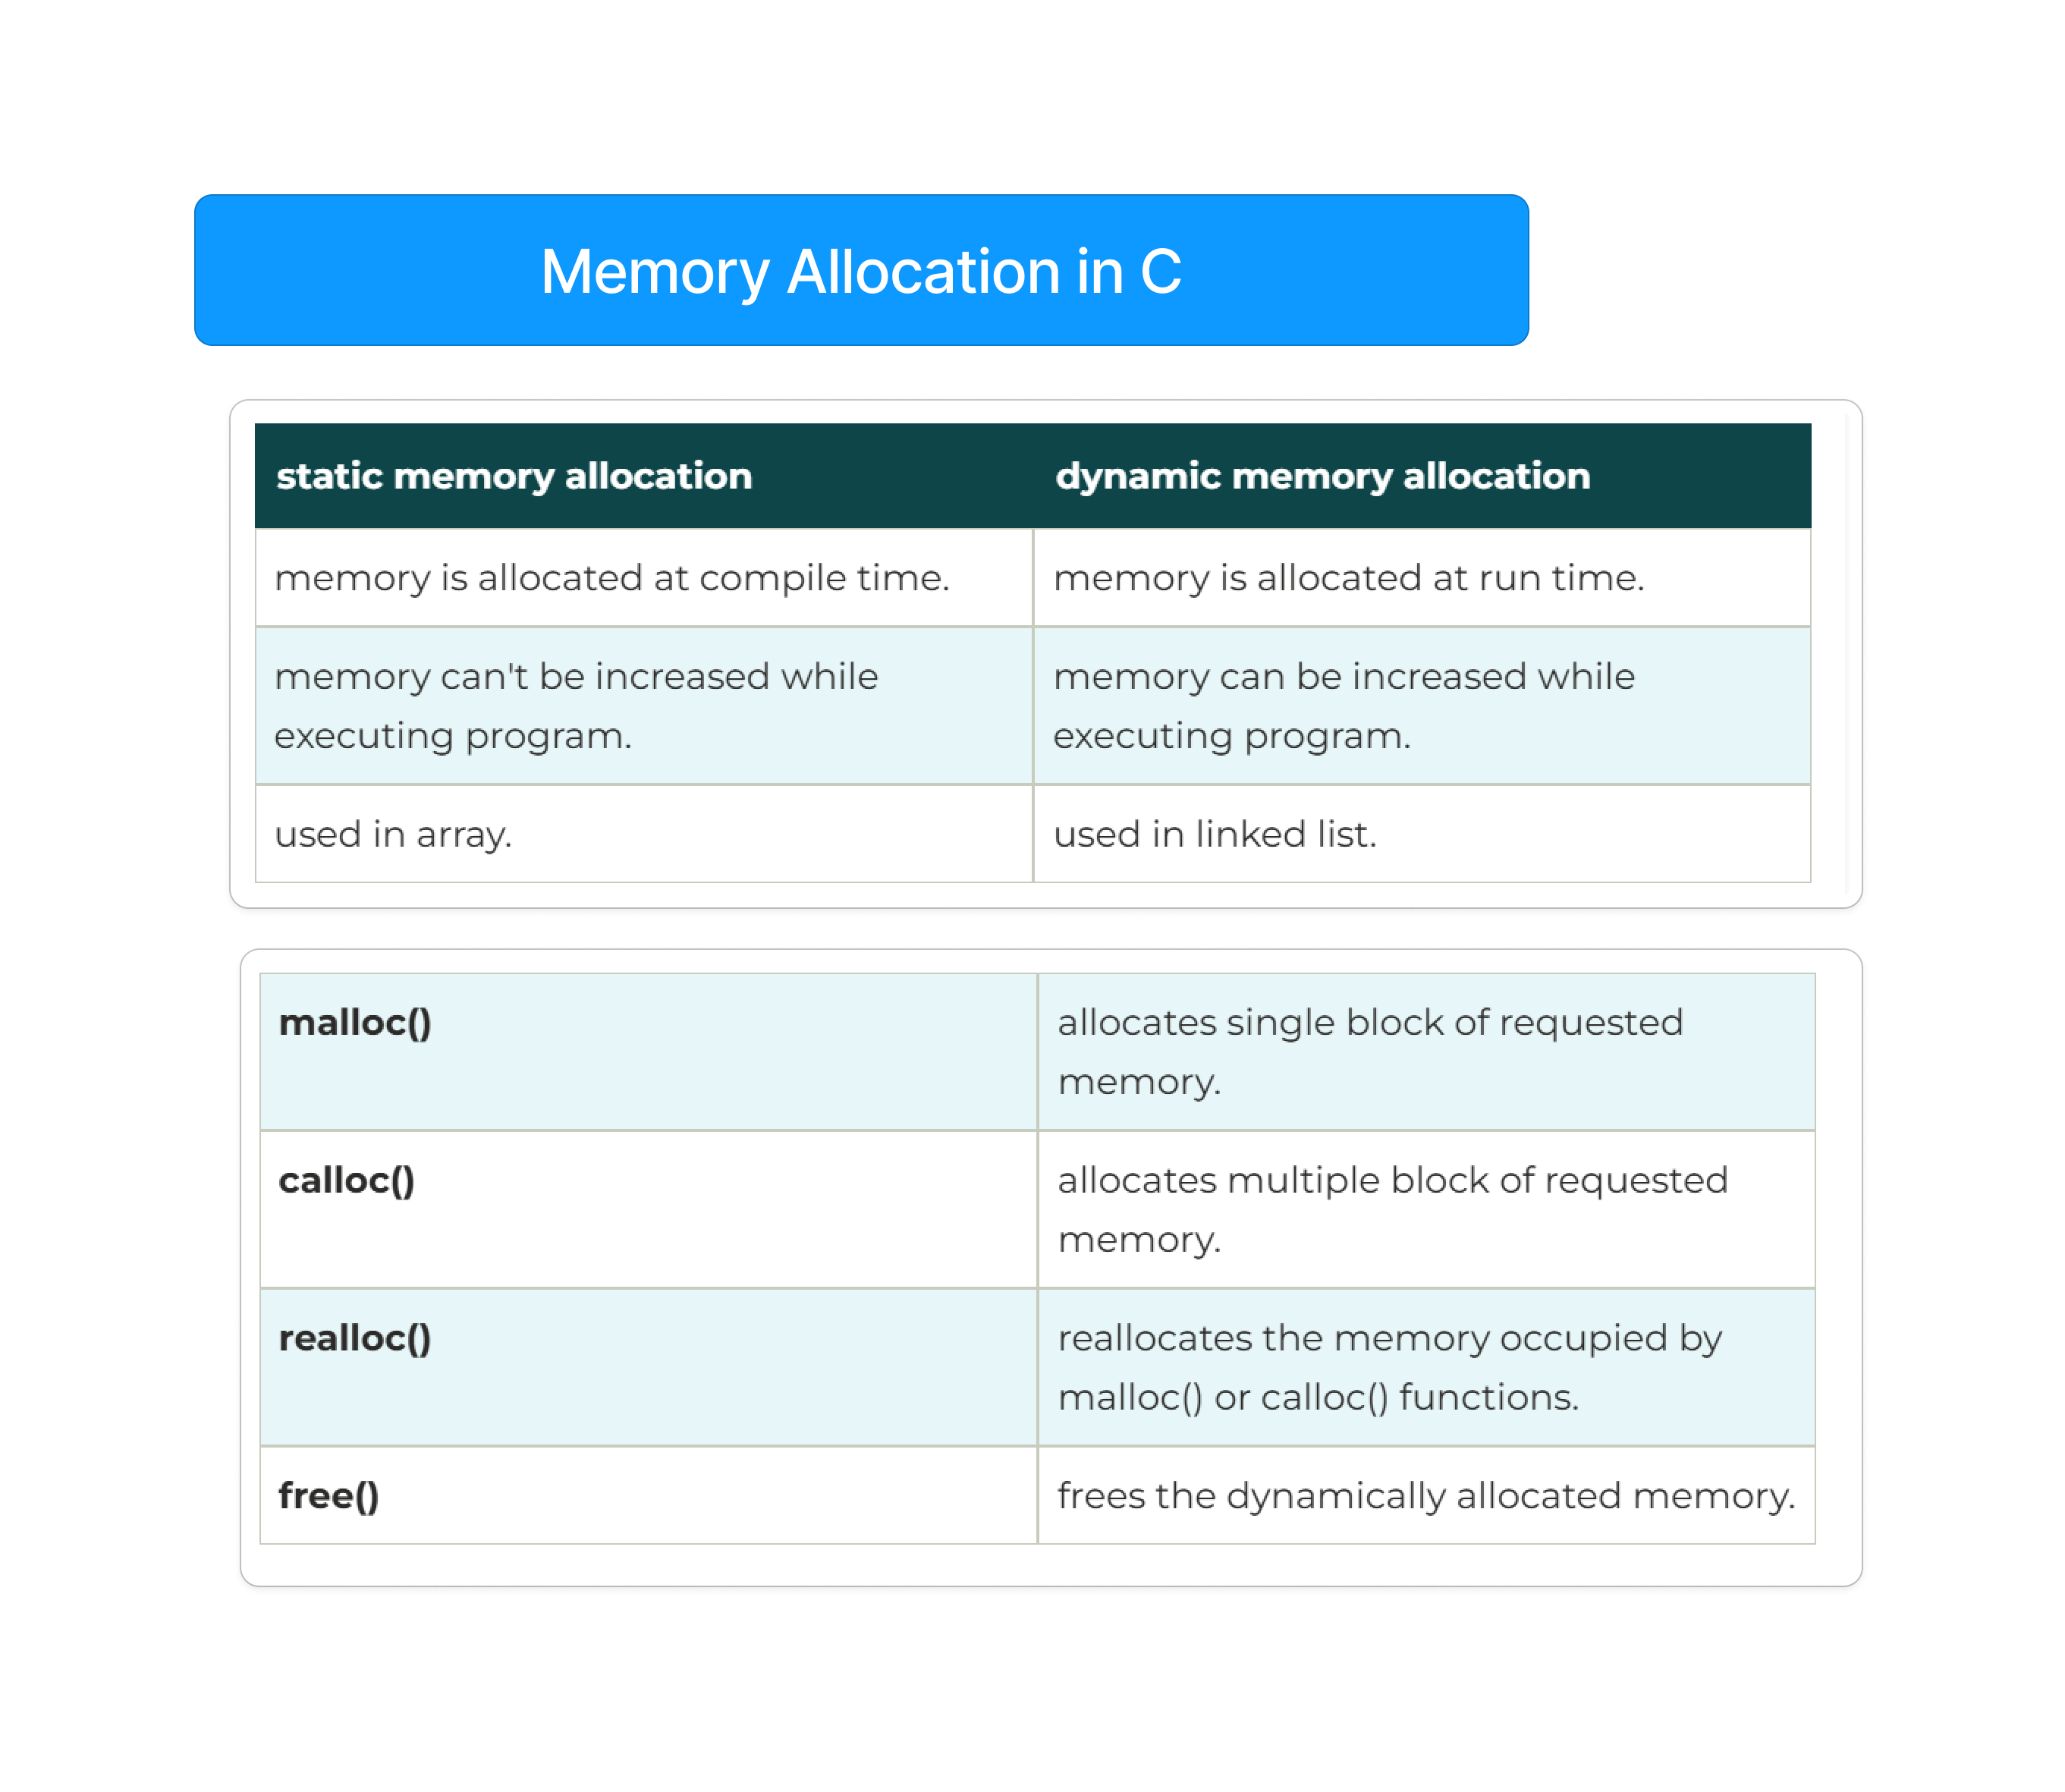 Memory Allocation in C
static memory allocation
dynamic memory allocation
memory is allocated at compile time.
memory is allocated at run time.
memory can't be increased while
executing program.
memory can be increased while
executing program.
used in array.
used in linked list.
malloc()
allocates single block of requested
memory.
calloc()
allocates multiple block of requested
memory.
realloc()
reallocates the memory occupied by
malloc() or calloc() functions.
free()
frees the dynamically allocated memory.